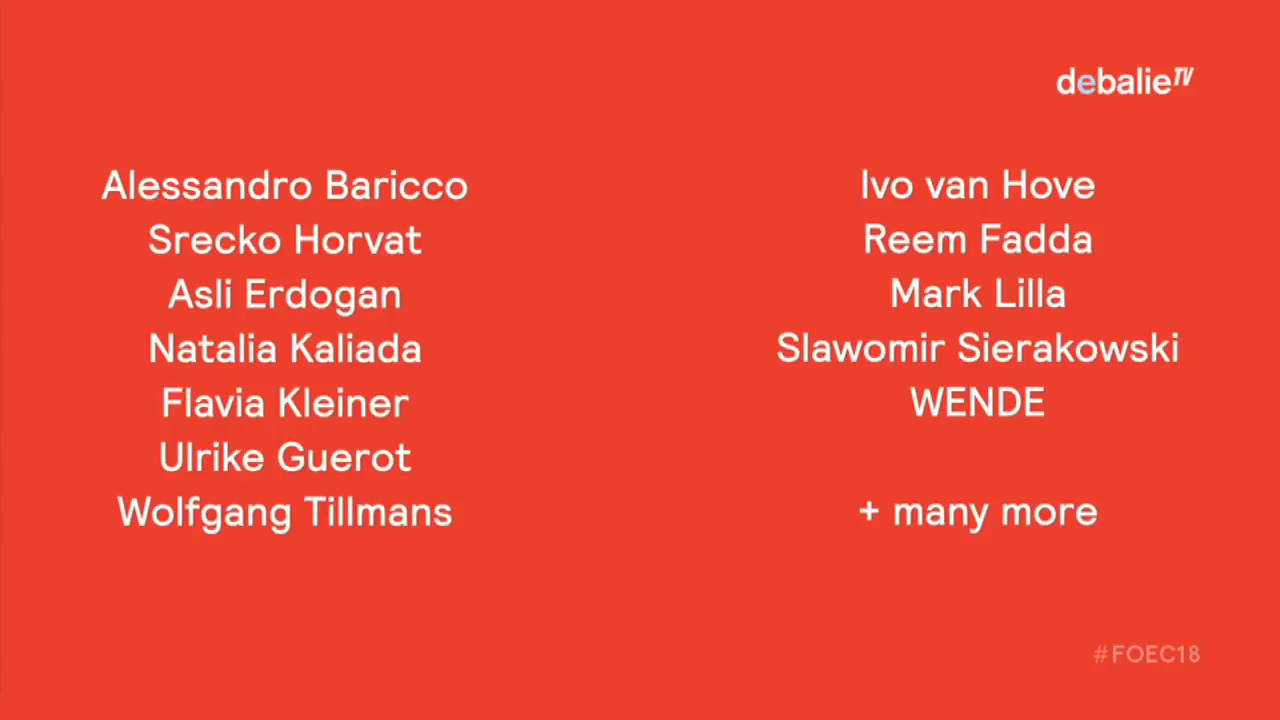 debalieTV
Alessandro Baricco
Srecko Horvat
Asli Erdogan
Natalia Kaliada
Flavia Kleiner
Ulrike Guerot
Wolfgang Tillmans
Ivo van Hove
Reem Fadda
Mark Lilla
Slawomir Sierakowski
WENDE
+ many more
#FOEC18